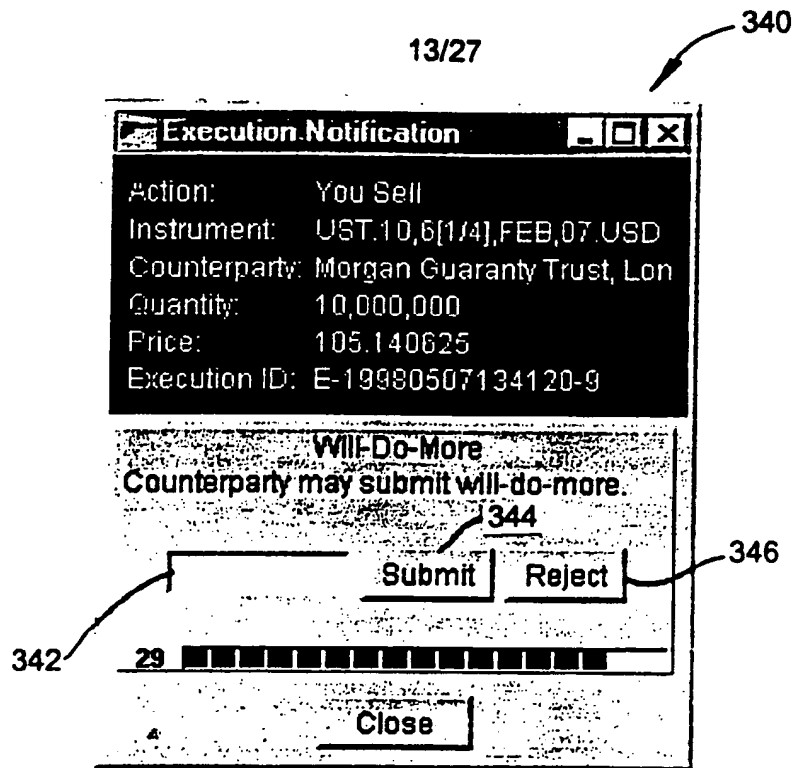 13/27
340
Execution Notification
Action: You Sell
Instrument: UST.10,6[1/4],FEB,07.USD
Counterparty: Morgan Guaranty Trust, Lon
Quantity: 10,000,000
Price: 105.140625
Execution ID: E-19980507134120-9
Will-Do-More
Counterparty may submit will-do-more.
344
Submit Reject
346
342
29
Close